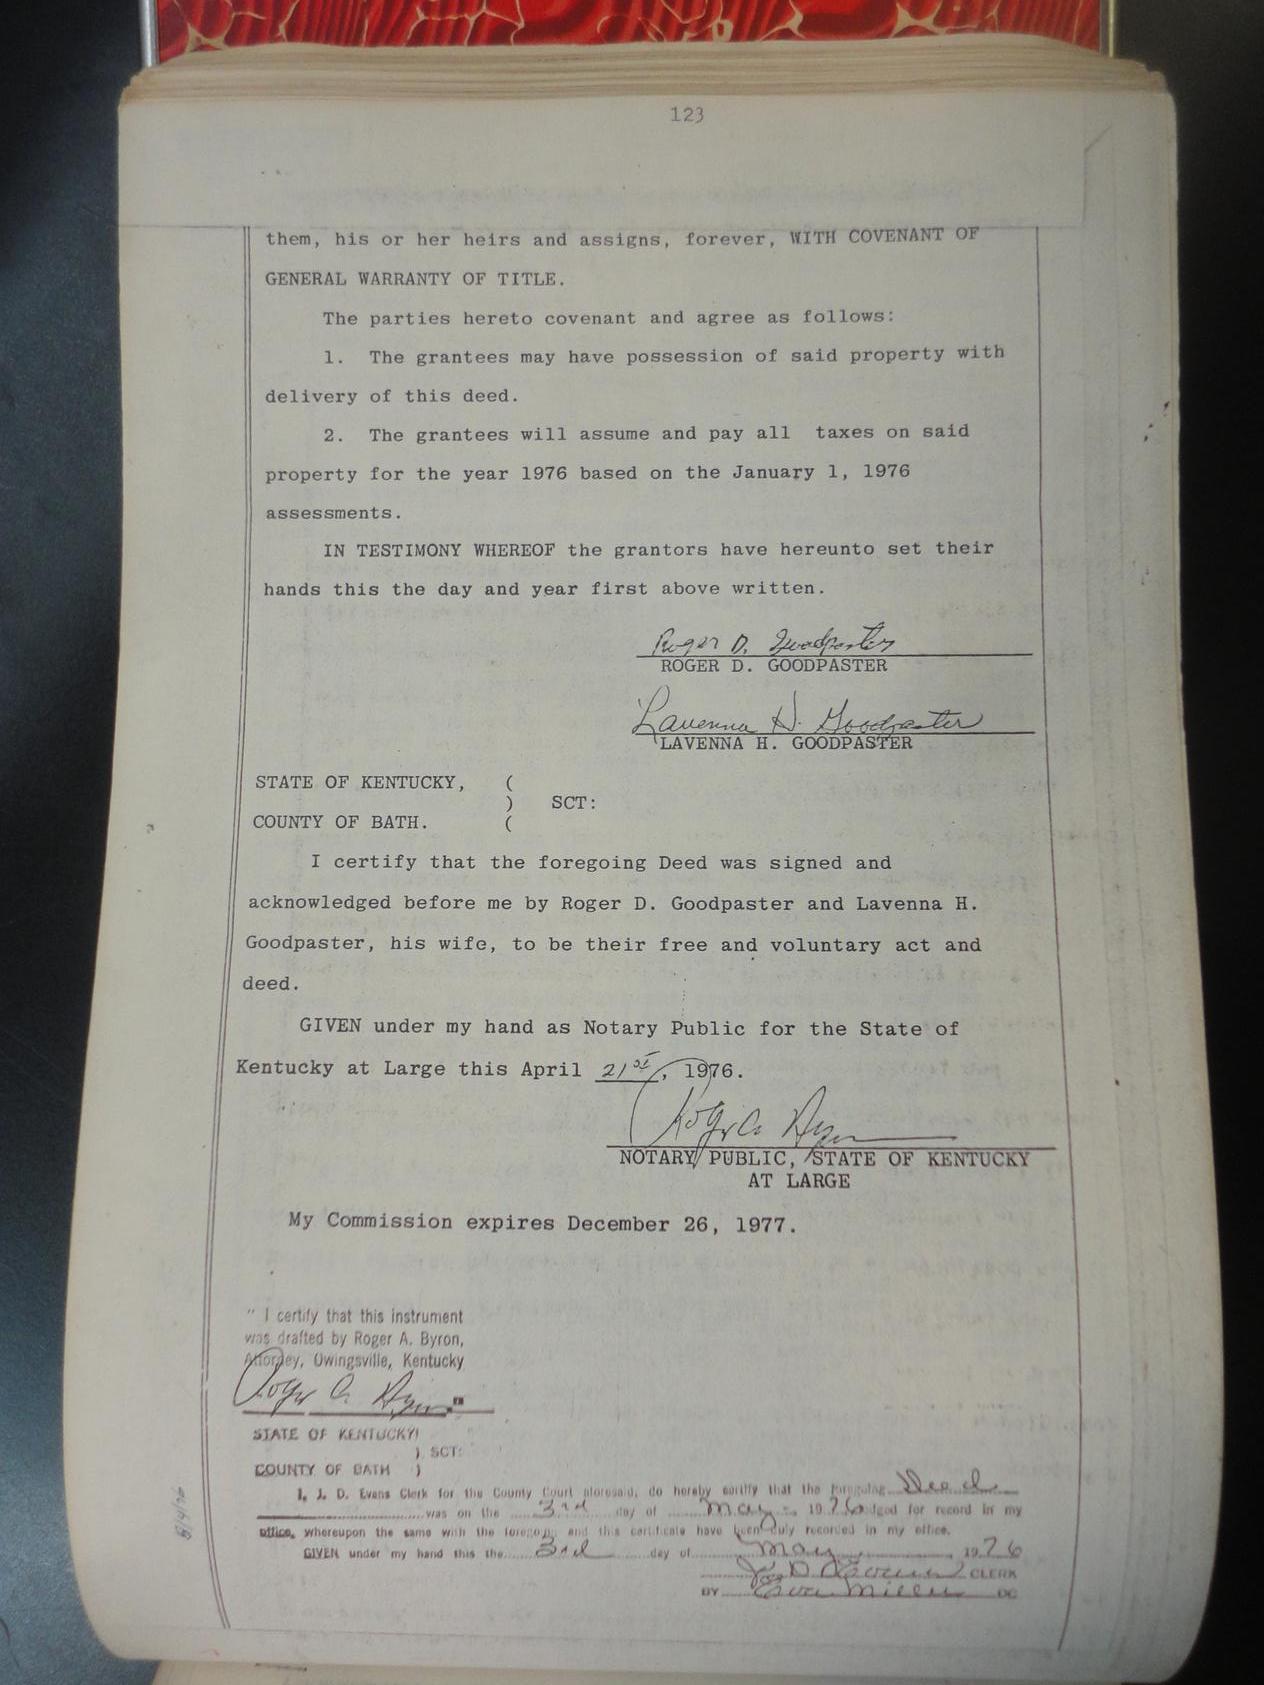 123
them, his or her heirs and assigns, forever, WITH COVENANT OF
GENERAL WARRANTY OF TITLE.
The parties hereto covenant and agree as follows:
1. The grantees may have possession of said property with
delivery of this deed.
2. The grantees will assume and pay all taxes on said
property for the year 1976 based on the January 1, 1976
assessments.
IN TESTIMONY WHEREOF the grantors have hereunto set their
hands this the day and year first above written.
Roger D. Goodpaster
ROGER D. GOODPASTER
Lavenna H. Goodpaster
LAVENNA H. GOODPASTER
STATE OF KENTUCKY, (
) SCT:
COUNTY OF BATH. (
I certify that the foregoing Deed was signed and
acknowledged before me by Roger D. Goodpaster and Lavenna H.
Goodpaster, his wife, to be their free and voluntary act and
deed.
GIVEN under my hand as Notary Public for the State of
Kentucky at Large this April 21st, 1976.
Roger A. Byron
NOTARY PUBLIC, STATE OF KENTUCKY
AT LARGE
My Commission expires December 26, 1977.
" I certify that this instrument
was drafted by Roger A. Byron,
Attorney, Owingsville, Kentucky
Roger A. Byron"
STATE OF KENTUCKY)
) SCT:
COUNTY OF BATH )
I, J. D. Evans Clerk for the County Court aforesaid, do hereby certify that the foregoing Deed
was on the 3rd day of May 1976 lodged for record in my
office, whereupon the same with the foregoing and this certificate have been duly recorded in my office.
GIVEN under my hand this the 3rd day of May 1976
J. D. Evans CLERK
BY Eva Miller DC
5/4/76